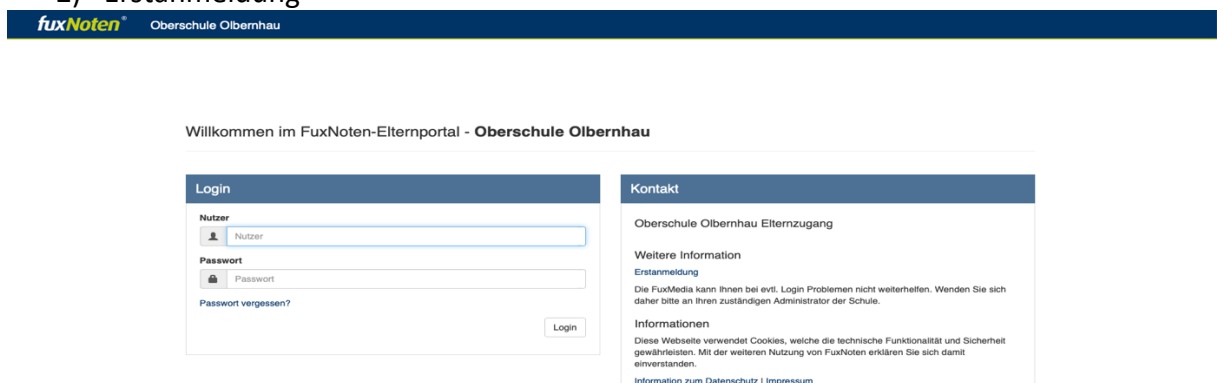 2) Erstanmeldung
fuxNoten® Oberschule Olbernhau
Willkommen im FuxNoten-Elternportal - Oberschule Olbernhau
Login
Nutzer
Nutzer
Passwort
Passwort
Passwort vergessen?
Login
Kontakt
Oberschule Olbernhau Elternzugang
Weitere Information
Erstanmeldung
Die FuxMedia kann Ihnen bei evtl. Login Problemen nicht weiterhelfen. Wenden Sie sich
daher bitte an Ihren zuständigen Administrator der Schule.
Informationen
Diese Webseite verwendet Cookies, welche die technische Funktionalität und Sicherheit
gewährleisten. Mit der weiteren Nutzung von FuxNoten erklären Sie sich damit
einverstanden.
Information zum Datenschutz | Impressum